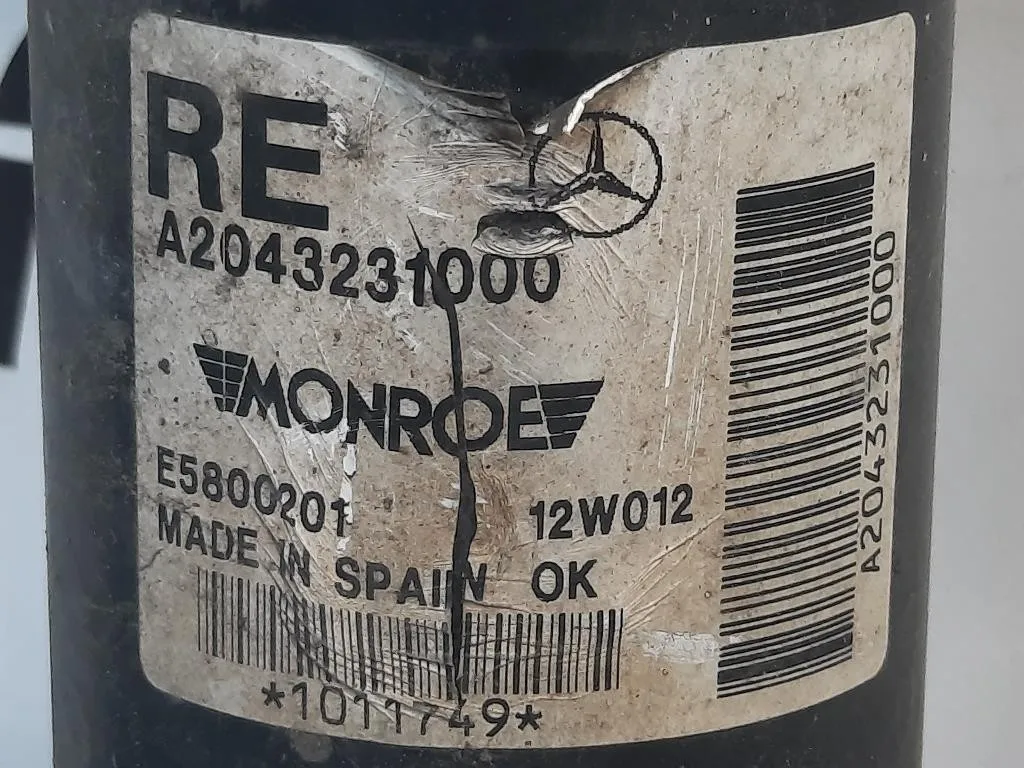 RE
A2043231000
MONROE
E5800201
12W012
MADE IN SPAIN OK
*1011749*
A2043231000